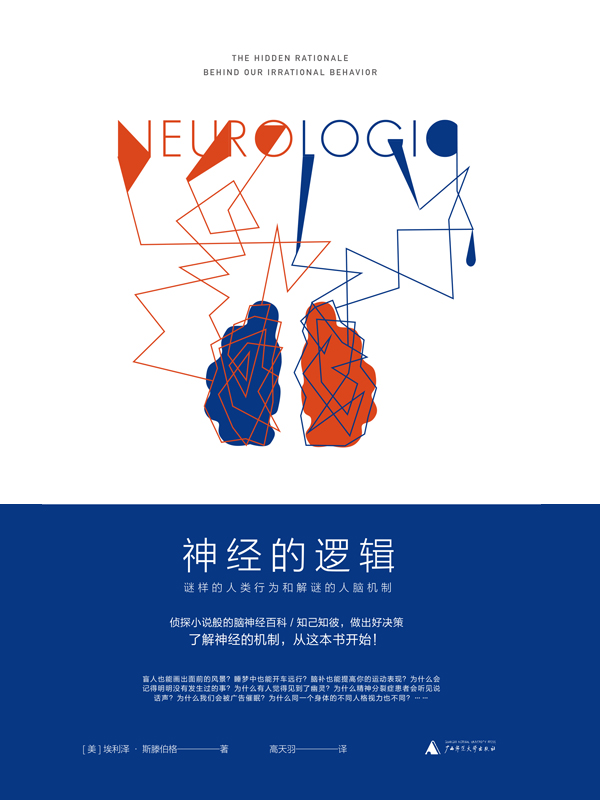 THE HIDDEN RATIONALE
BEHIND OUR IRRATIONAL BEHAVIOR
NEUROLOGIC
神经的逻辑
谜样的人类行为和解谜的人脑机制
侦探小说般的脑神经百科 / 知己知彼，做出好决策
了解神经的机制，从这本书开始！
盲人也能画出面前的风景？睡梦中也能开车远行？脑补也能提高你的运动表现？为什么会
记得明明没有发生过的事？为什么有人觉得见到了幽灵？为什么精神分裂症患者会听见说
话声？为什么我们会被广告催眠？为什么同一个身体的不同人格视力也不同？……
[ 美 ] 埃利泽 · 斯滕伯格————著 高天羽————译
广西师范大学出版社